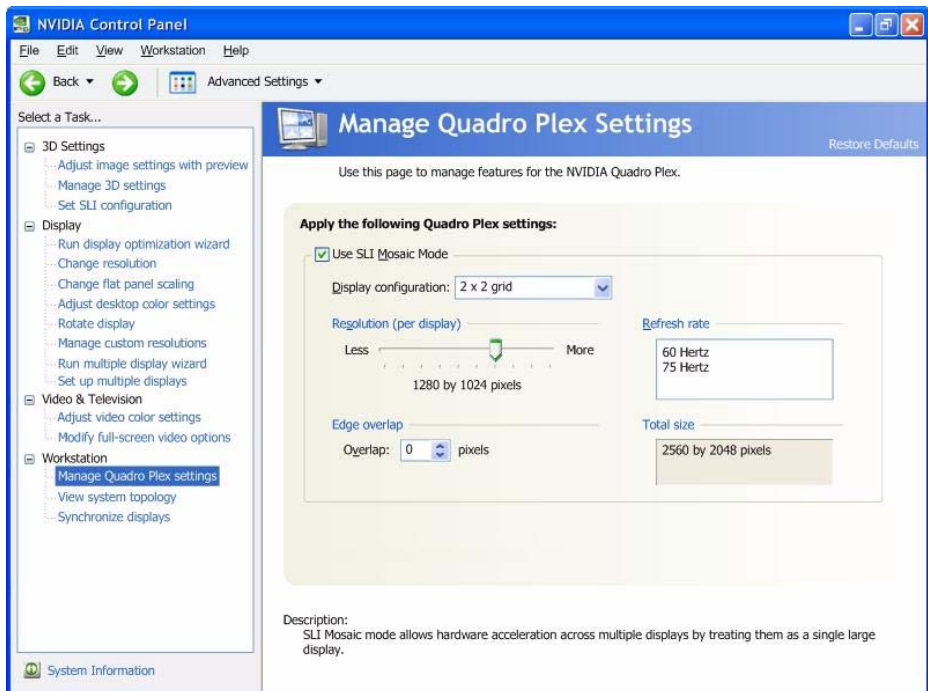 NVIDIA Control Panel
File Edit View Workstation Help
Back Advanced Settings
Select a Task...
3D Settings
Adjust image settings with preview
Manage 3D settings
Set SLI configuration
Display
Run display optimization wizard
Change resolution
Change flat panel scaling
Adjust desktop color settings
Rotate display
Manage custom resolutions
Run multiple display wizard
Set up multiple displays
Video & Television
Adjust video color settings
Modify full-screen video options
Workstation
Manage Quadro Plex settings
View system topology
Synchronize displays
System Information
Manage Quadro Plex Settings
Restore Defaults
Use this page to manage features for the NVIDIA Quadro Plex.
Apply the following Quadro Plex settings:
Use SLI Mosaic Mode
Display configuration: 2 x 2 grid
Resolution (per display)
Less More
1280 by 1024 pixels
Refresh rate
60 Hertz
75 Hertz
Edge overlap
Overlap: 0 pixels
Total size
2560 by 2048 pixels
Description:
SLI Mosaic mode allows hardware acceleration across multiple displays by treating them as a single large
display.